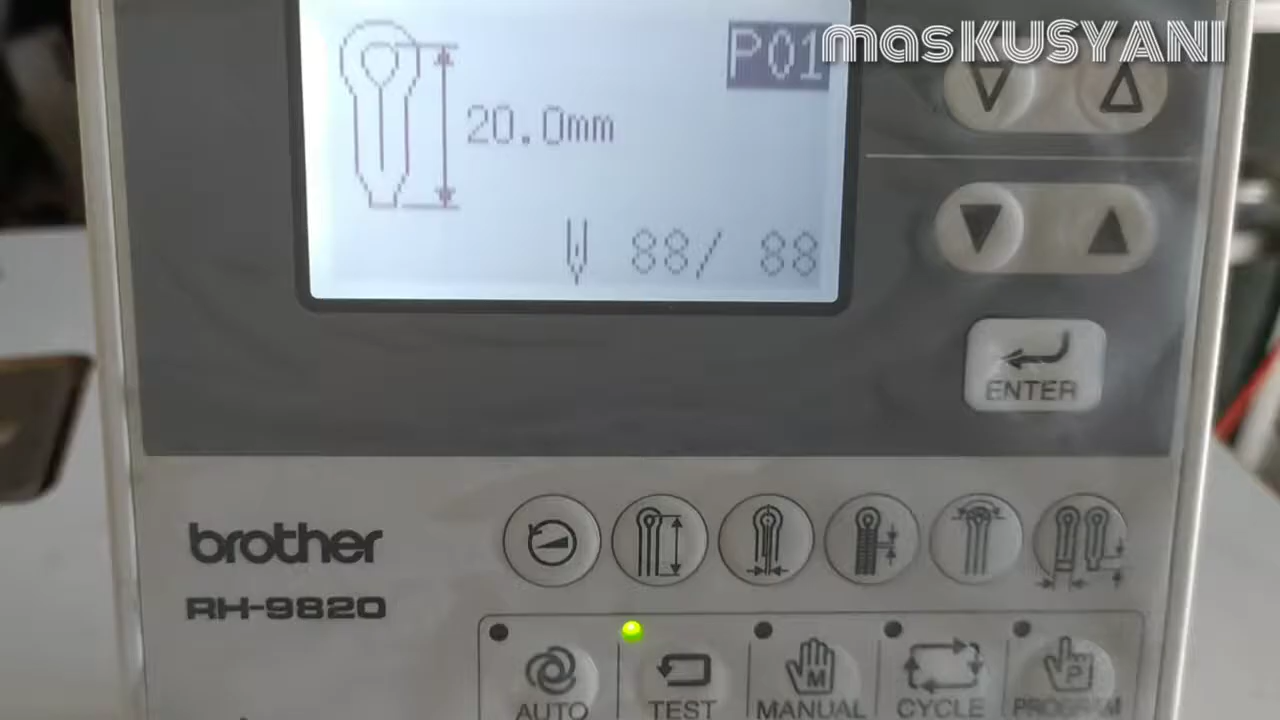 P01
masKUSYANI
20.0mm
88/ 88
ENTER
brother
RH-9820
M
P
AUTO
TEST
MANUAL
CYCLE
PROGRAM